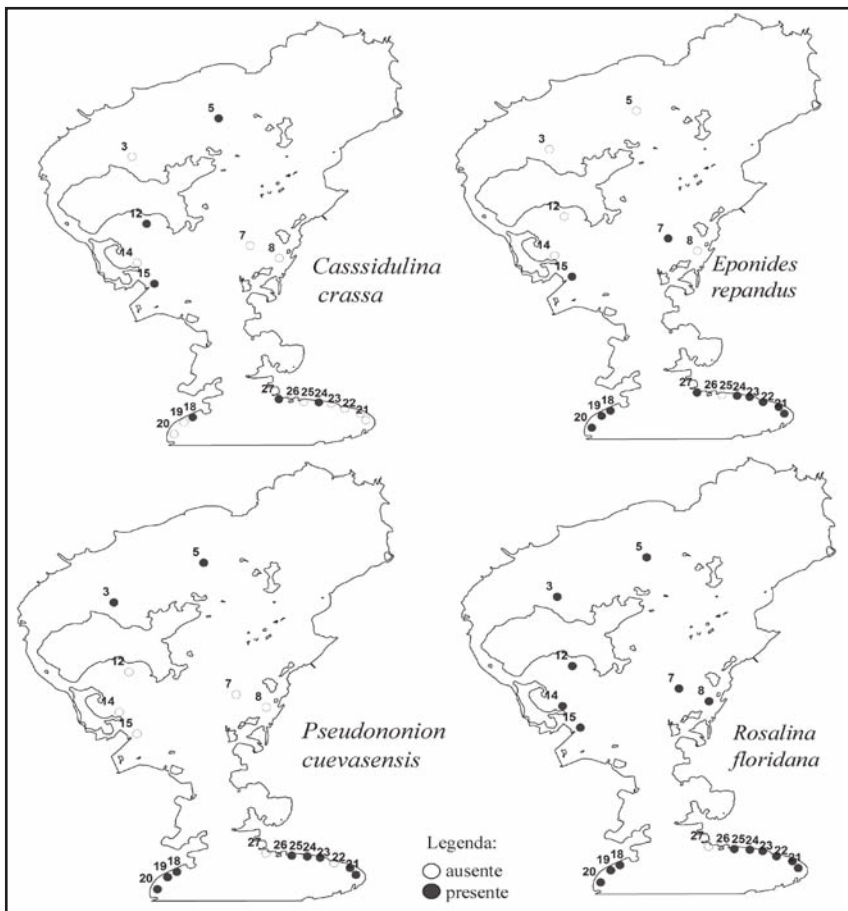 5
3
12
7
8
14
15
Casssidulina
crassa
27
26 25 24 23 22 21
19 18
20
5
3
12
7
8
14
15
Eponides
repandus
27
26 25 24 23 22 21
19 18
20
5
3
12
7
8
14
15
Pseudononion
cuevasensis
27
26 25 24 23 22 21
19 18
20
5
3
12
7
8
14
15
Rosalina
floridana
27
26 25 24 23 22 21
19 18
20
Legenda:
ausente
presente